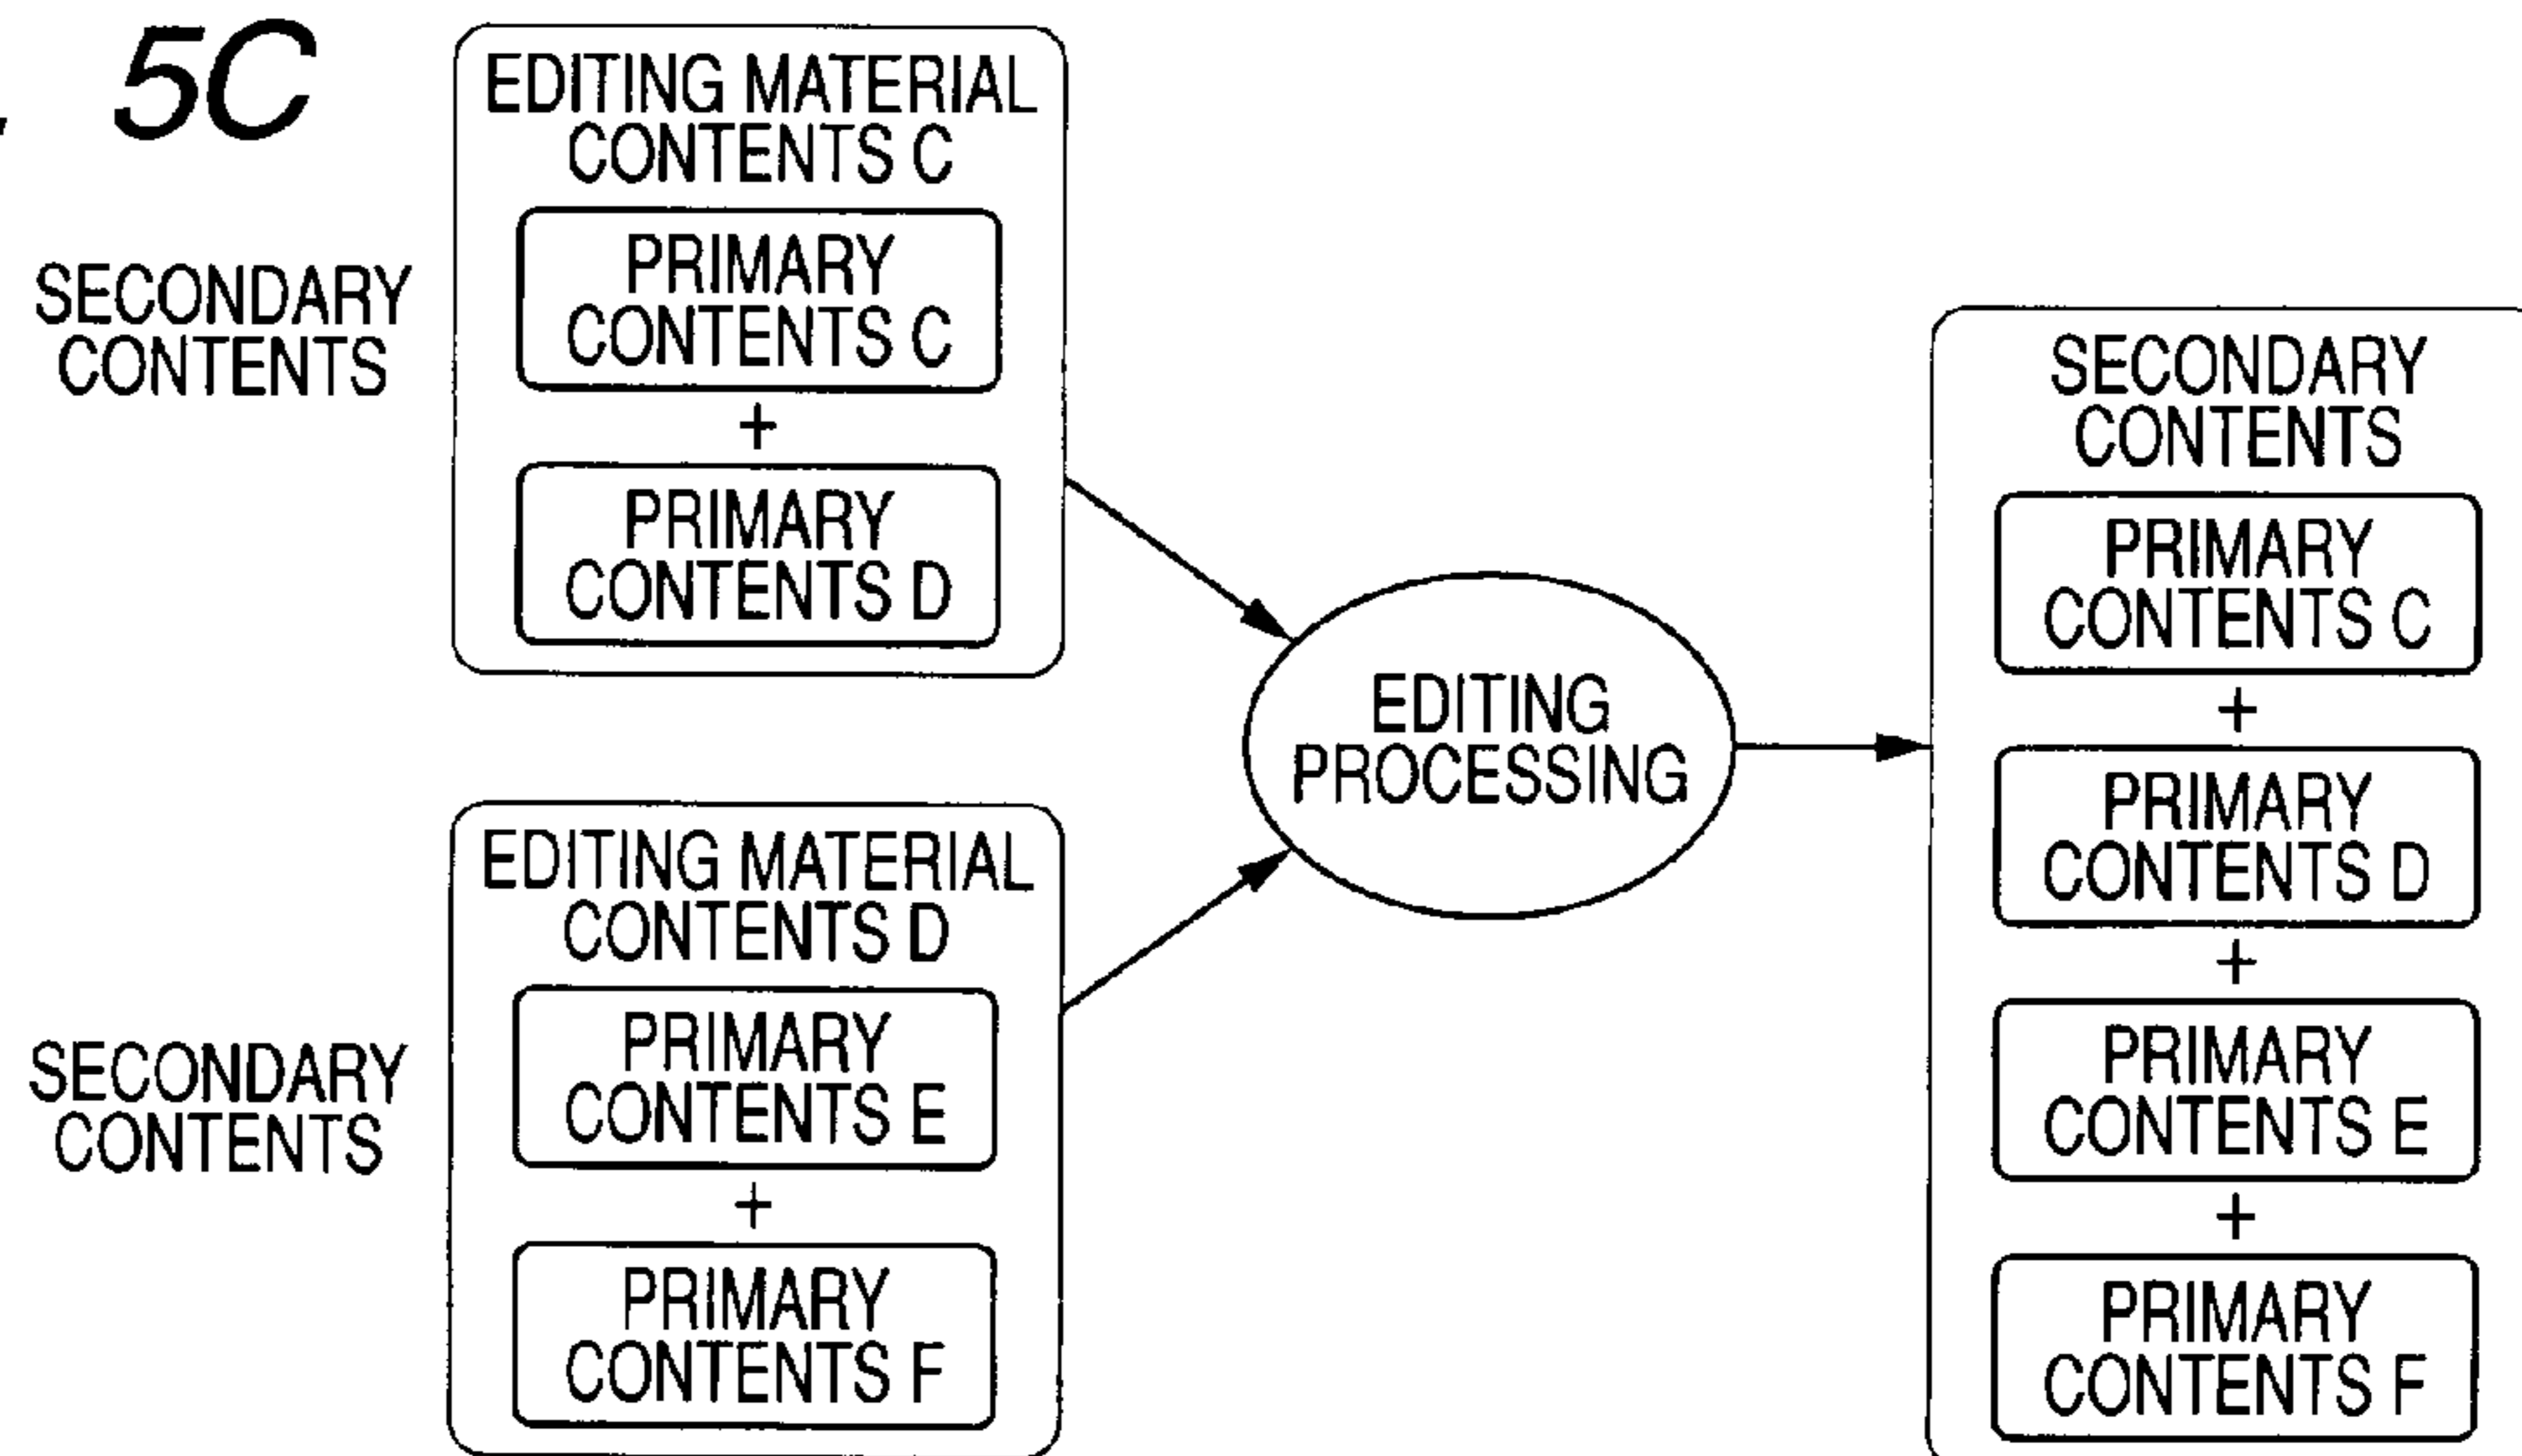 5C
SECONDARY
CONTENTS
EDITING MATERIAL
CONTENTS C
PRIMARY
CONTENTS C
+
PRIMARY
CONTENTS D
SECONDARY
CONTENTS
EDITING MATERIAL
CONTENTS D
PRIMARY
CONTENTS E
+
PRIMARY
CONTENTS F
EDITING
PROCESSING
SECONDARY
CONTENTS
PRIMARY
CONTENTS C
+
PRIMARY
CONTENTS D
+
PRIMARY
CONTENTS E
+
PRIMARY
CONTENTS F